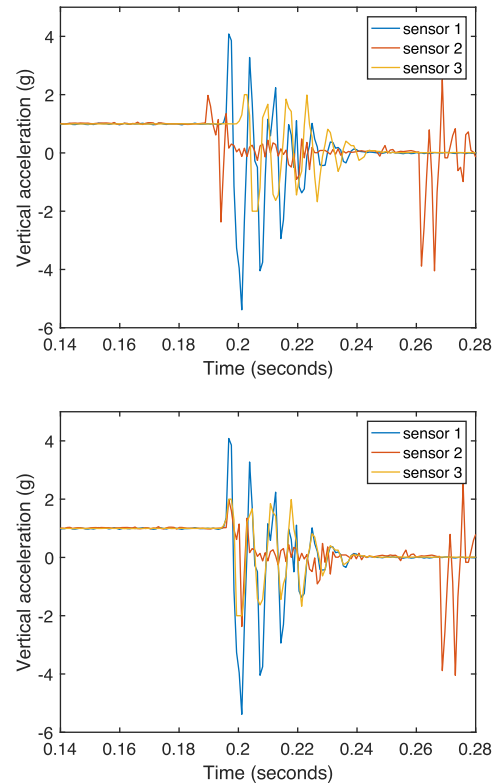 Vertical acceleration (g)
4
2
0
-2
-4
-6
sensor 1
sensor 2
sensor 3
0.14 0.16 0.18 0.2 0.22 0.24 0.26 0.28
Time (seconds)
Vertical acceleration (g)
4
2
0
-2
-4
-6
sensor 1
sensor 2
sensor 3
0.14 0.16 0.18 0.2 0.22 0.24 0.26 0.28
Time (seconds)